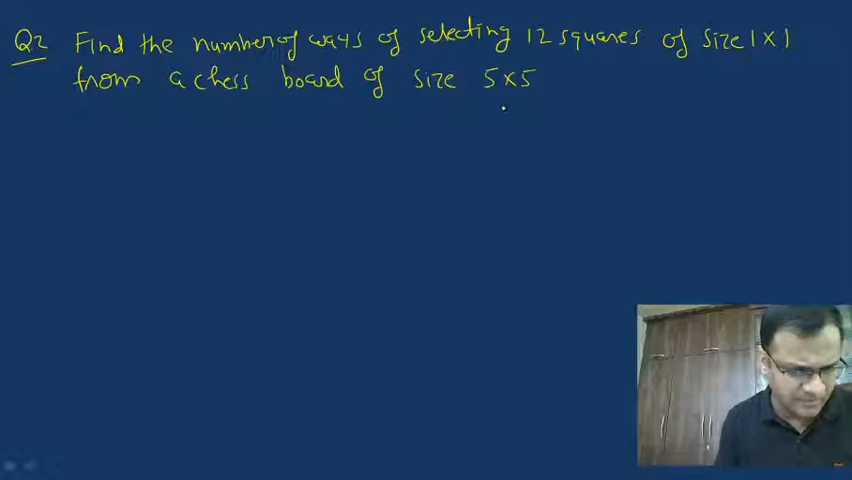 Q2 Find the number of ways of selecting 12 squares of size 1 × 1
from a chess board of size 5×5